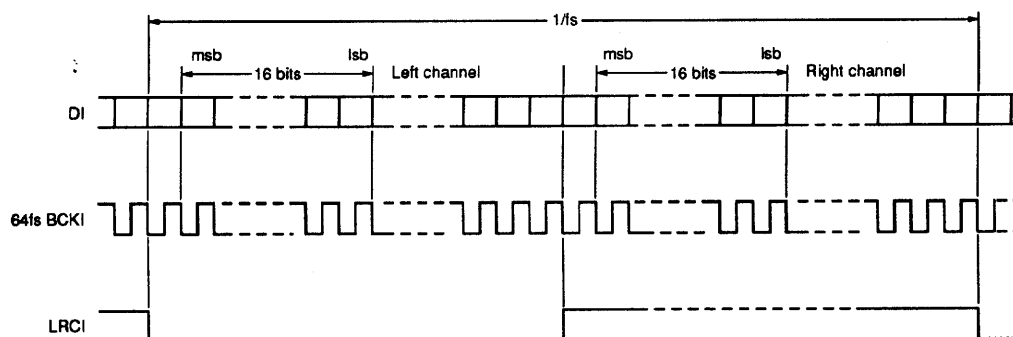 1/fs
msb lsb msb lsb
16 bits Left channel 16 bits Right channel
DI
64fs BCKI
LRCI